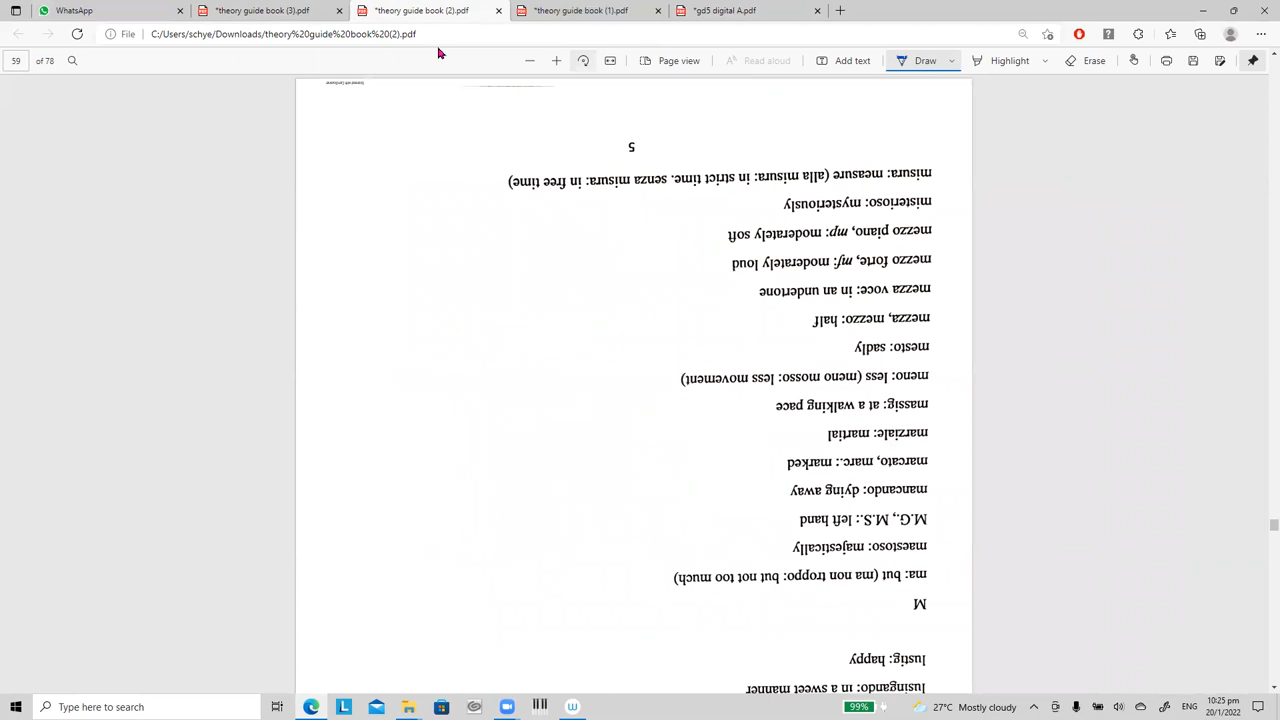 WhatsApp
*theory guide book (3).pdf
*theory guide book (2).pdf
*theory guide book (1).pdf
*gd5 digital A.pdf
File
C:/Users/schye/Downloads/theory%20guide%20book%20(2).pdf
59 of 78
Page view
Read aloud
Add text
Draw
Highlight
Erase
lusingando: in a sweet manner
lustig: happy
M
ma: but (ma non troppo: but not too much)
maestoso: majestically
M.G., M.S.: left hand
mancando: dying away
marcato, marc.: marked
marziale: martial
massig: at a walking pace
meno: less (meno mosso: less movement)
mesto: sadly
mezza, mezzo: half
mezza voce: in an undertone
mezzo forte, mf: moderately loud
mezzo piano, mp: moderately soft
misterioso: mysteriously
misura: measure (alla misura: in strict time. senza misura: in free time)
5
Type here to search
99%
27°C Mostly cloudy
10:25 pm
20/1/2022